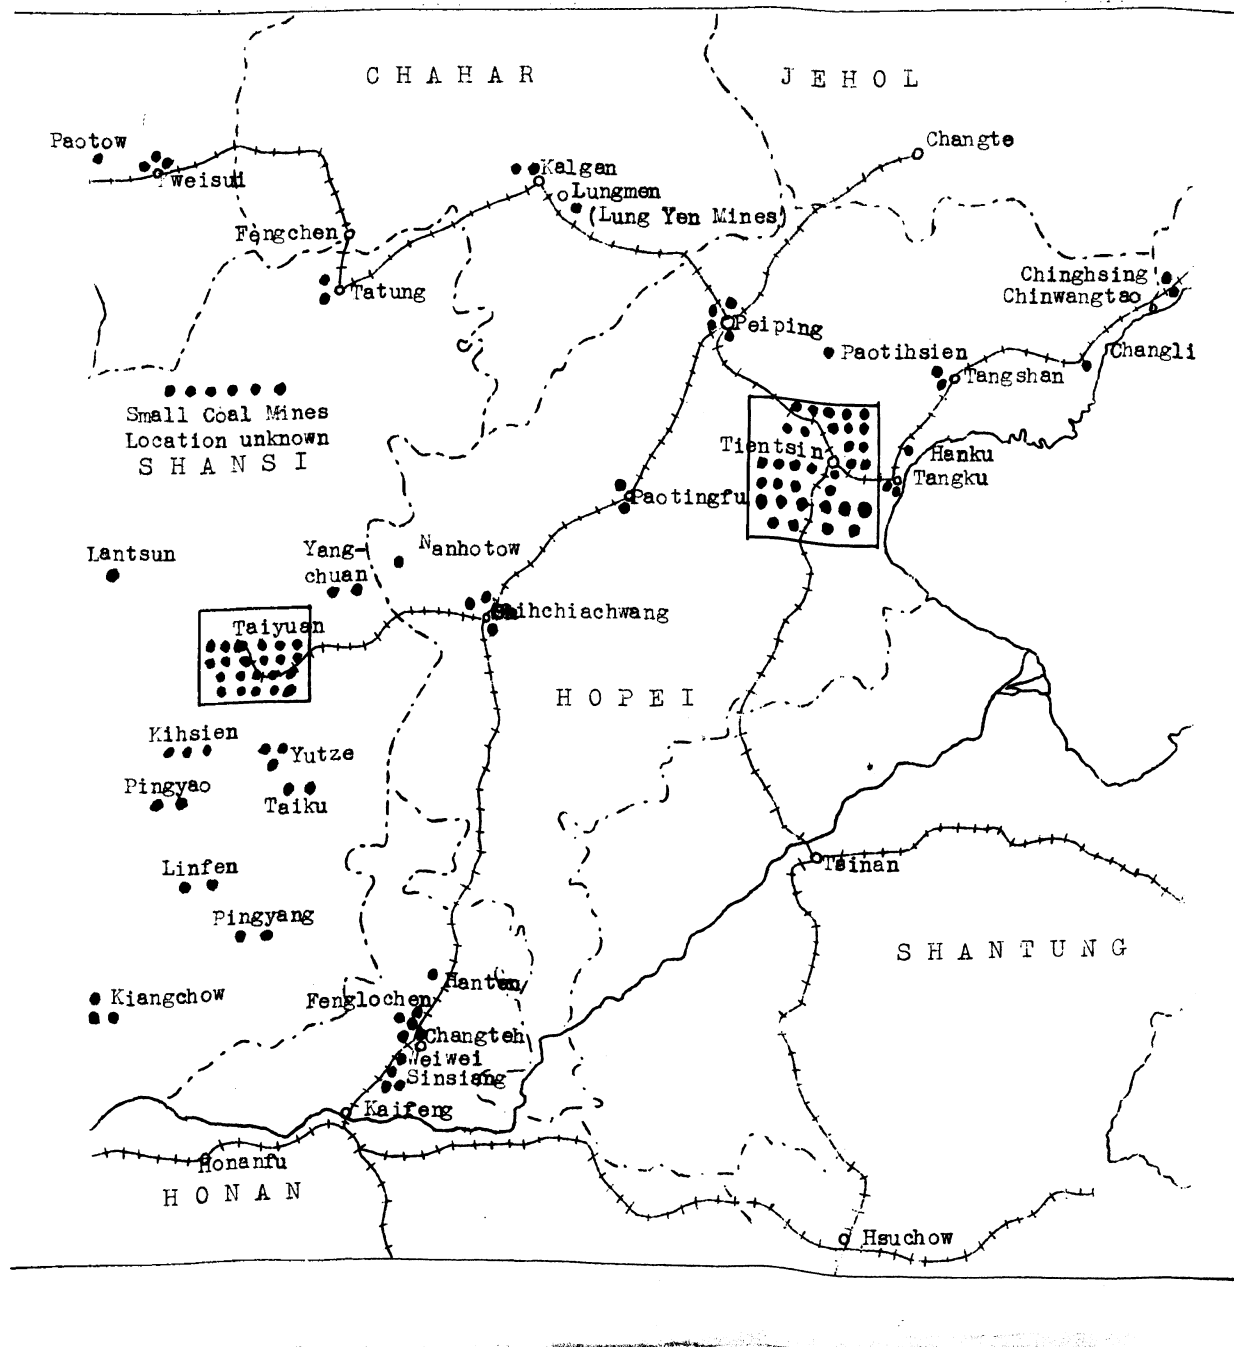 CHAHAR
JEHOL
Paotow
Changte
Kalgan
Tweisui
Lungmen
(Lung Yen Mines)
Fengchen
Chinghsing
Tatung
Chinwangtao
Peiping
Paotihsien
Changli
Tangshan
Small Coal Mines
Location unknown
SHANSI
Tientsin
Hanku
Tangku
Paotingfu
Lantsun
Yang-
chuan
Nanhotow
Shihchiachwang
Taiyuan
HOPEI
Kihsien
Yutze
Pingyao
Taiku
Linfen
Tsinan
Pingyang
SHANTUNG
Hantan
Kiangchow
Fenglochen
Changteh
Weiwei
Sinsiang
Kaifeng
Honanfu
HONAN
Hsuchow